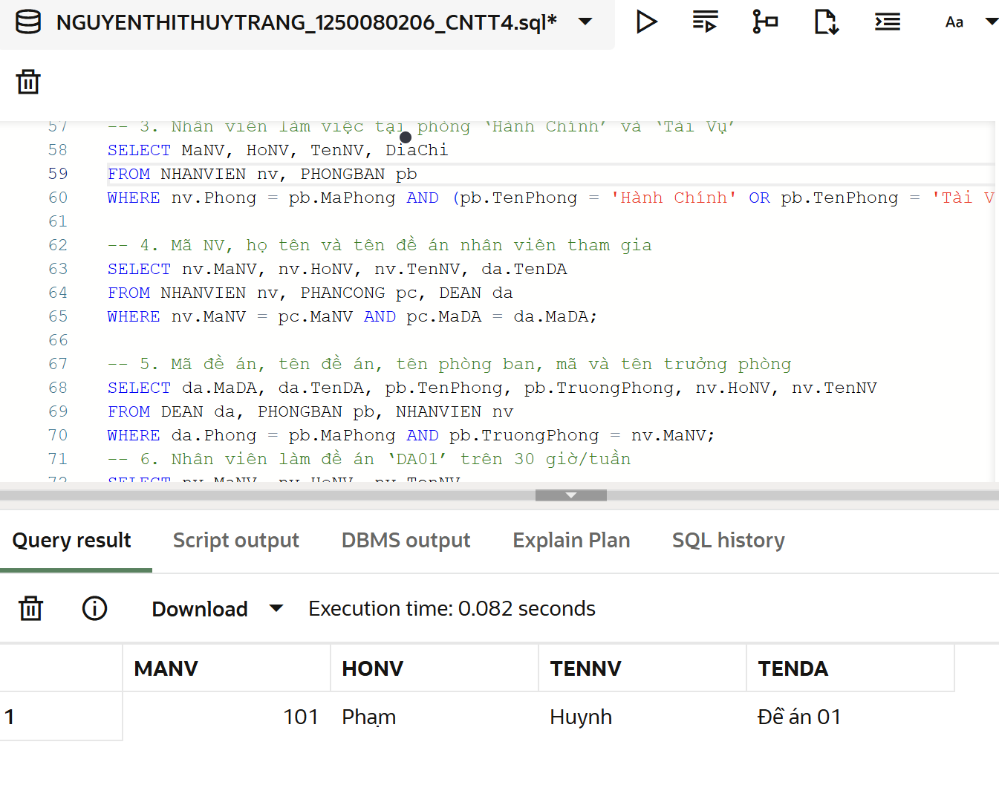 NGUYENTHITHUYTRANG_1250080206_CNTT4.sql*
Aa
57 -- 3. Nhân viên làm việc tại phòng ‘Hành Chính’ và ‘Tài Vụ’
58 SELECT MaNV, HoNV, TenNV, DiaChi
59 FROM NHANVIEN nv, PHONGBAN pb
60 WHERE nv.Phong = pb.MaPhong AND (pb.TenPhong = 'Hành Chính' OR pb.TenPhong = 'Tài V
61
62 -- 4. Mã NV, họ tên và tên đề án nhân viên tham gia
63 SELECT nv.MaNV, nv.HoNV, nv.TenNV, da.TenDA
64 FROM NHANVIEN nv, PHANCONG pc, DEAN da
65 WHERE nv.MaNV = pc.MaNV AND pc.MaDA = da.MaDA;
66
67 -- 5. Mã đề án, tên đề án, tên phòng ban, mã và tên trưởng phòng
68 SELECT da.MaDA, da.TenDA, pb.TenPhong, pb.TruongPhong, nv.HoNV, nv.TenNV
69 FROM DEAN da, PHONGBAN pb, NHANVIEN nv
70 WHERE da.Phong = pb.MaPhong AND pb.TruongPhong = nv.MaNV;
71 -- 6. Nhân viên làm đề án ‘DA01’ trên 30 giờ/tuần
72 SELECT nv.MaNV, nv.HoNV, nv.TenNV
Query result Script output DBMS output Explain Plan SQL history
Download Execution time: 0.082 seconds
MANV HONV TENNV TENDA
1 101 Phạm Huynh Đề án 01